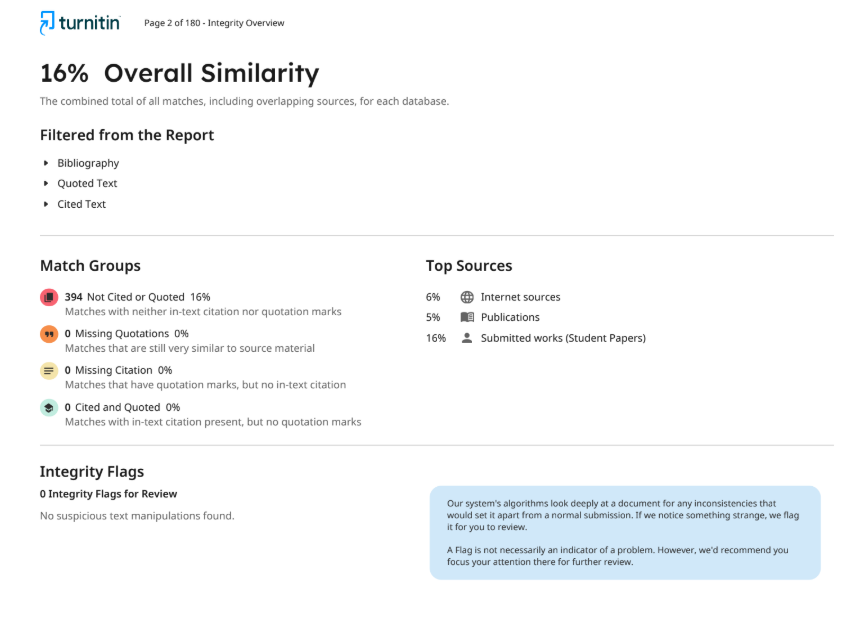 turnitin Page 2 of 180 - Integrity Overview
16% Overall Similarity
The combined total of all matches, including overlapping sources, for each database.
Filtered from the Report
Bibliography
Quoted Text
Cited Text
Match Groups
394 Not Cited or Quoted 16%
Matches with neither in-text citation nor quotation marks
0 Missing Quotations 0%
Matches that are still very similar to source material
0 Missing Citation 0%
Matches that have quotation marks, but no in-text citation
0 Cited and Quoted 0%
Matches with in-text citation present, but no quotation marks
Top Sources
6% Internet sources
5% Publications
16% Submitted works (Student Papers)
Integrity Flags
0 Integrity Flags for Review
No suspicious text manipulations found.
Our system's algorithms look deeply at a document for any inconsistencies that
would set it apart from a normal submission. If we notice something strange, we flag
it for you to review.
A Flag is not necessarily an indicator of a problem. However, we'd recommend you
focus your attention there for further review.